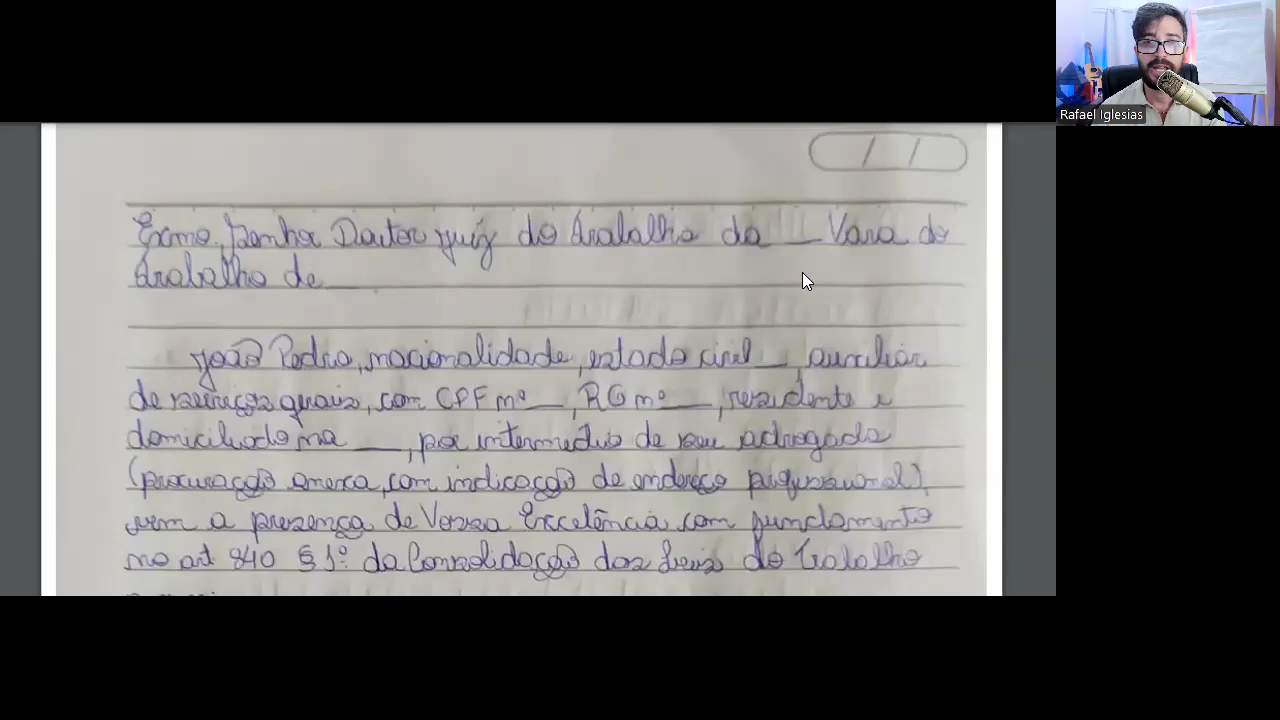 Rafael Iglesias
Exmo. Senhor Doutor Juiz do Trabalho da __ Vara do
Trabalho de ___
João Pedro, nacionalidade, estado civil __, auxiliar
de serviços gerais, com CPF nº ___, RG nº ___, residente e
domiciliado na ___, por intermédio de seu advogado
(procuração anexa, com indicação de endereço profissional),
vem a presença de Vossa Excelência com fundamento
no art 840 § 1º da Consolidação das Leis do Trabalho